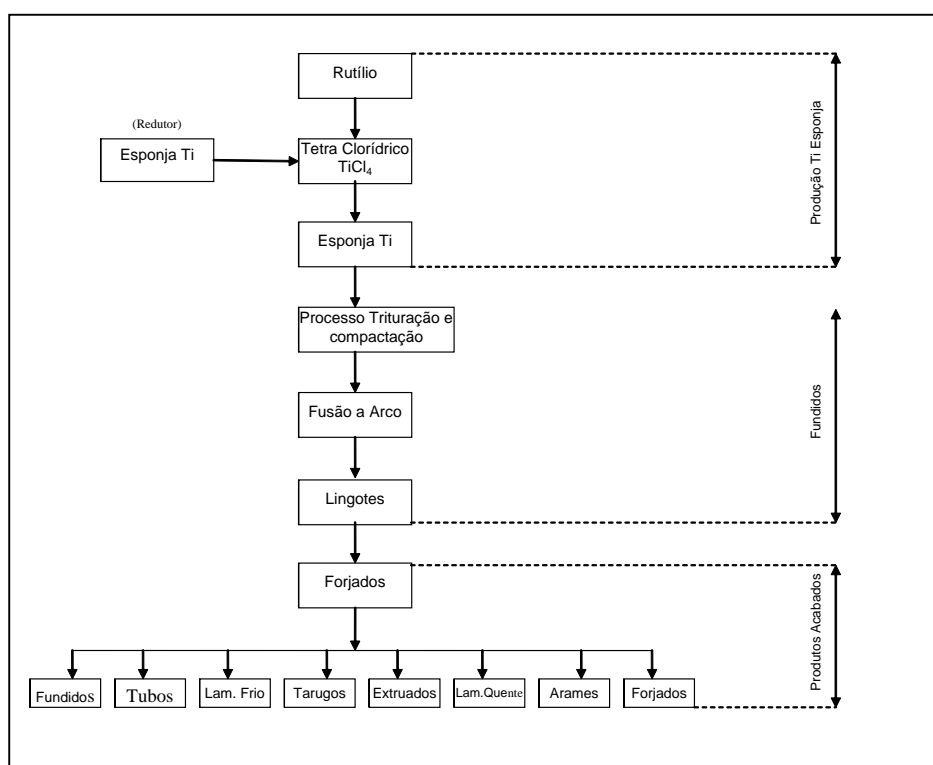 Rutílio
(Redutor)
Esponja Ti
Tetra Clorídrico
TiCl₄
Esponja Ti
Produção Ti Esponja
Processo Trituração e
compactação
Fusão a Arco
Lingotes
Fundidos
Forjados
Produtos Acabados
Fundidos
Tubos
Lam. Frio
Tarugos
Extruados
Lam.Quente
Arames
Forjados